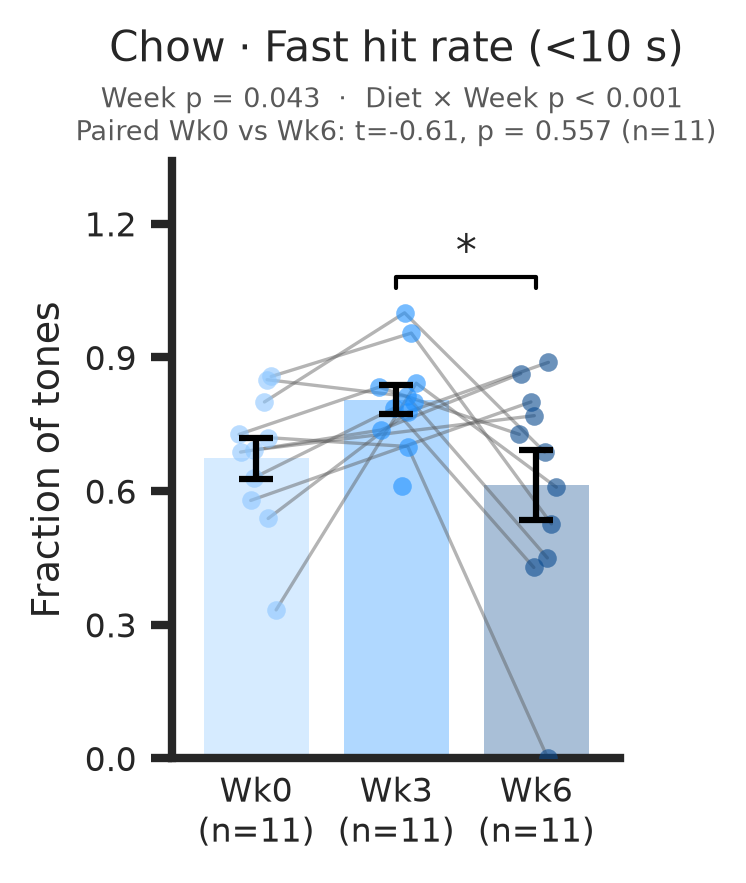 Chow · Fast hit rate (<10 s)
Week p = 0.043 · Diet × Week p < 0.001
Paired Wk0 vs Wk6: t=-0.61, p = 0.557 (n=11)
1.2
*
0.9
0.6
0.3
0.0
Fraction of tones
Wk0 Wk3 Wk6
(n=11) (n=11) (n=11)